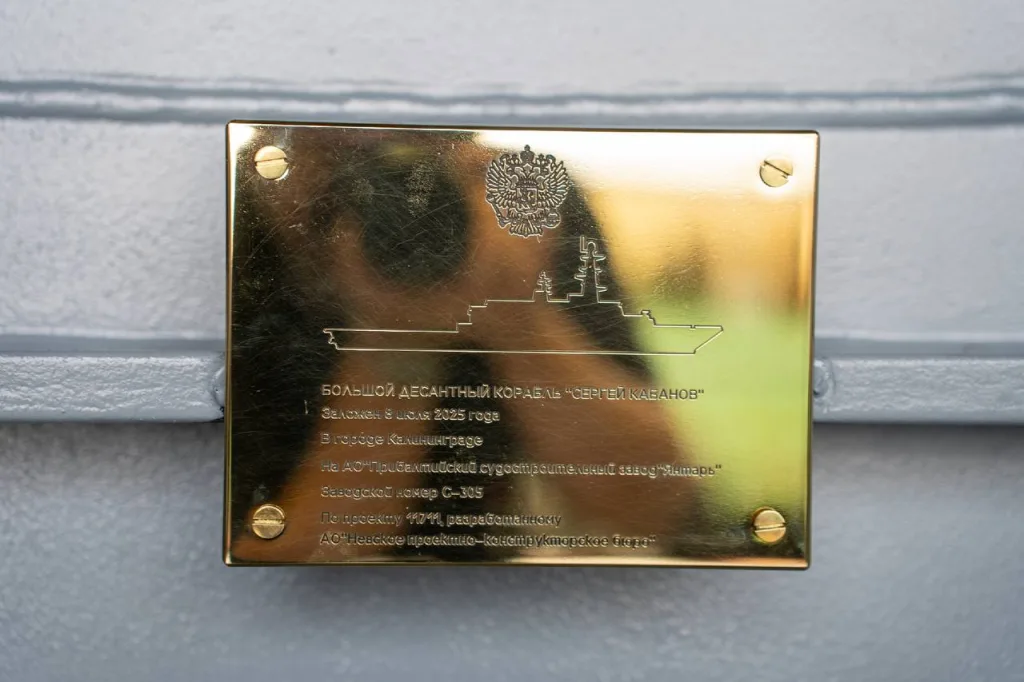 БОЛЬШОЙ ДЕСАНТНЫЙ КОРАБЛЬ "СЕРГЕЙ КАБАНОВ"
Заложен 8 июля 2025 года
В городе Калининграде
На АО"Прибалтийский судостроительный завод"Янтарь"
Заводской номер С-305
По проекту 11711, разработанному
АО"Невское проектно-конструкторское бюро"